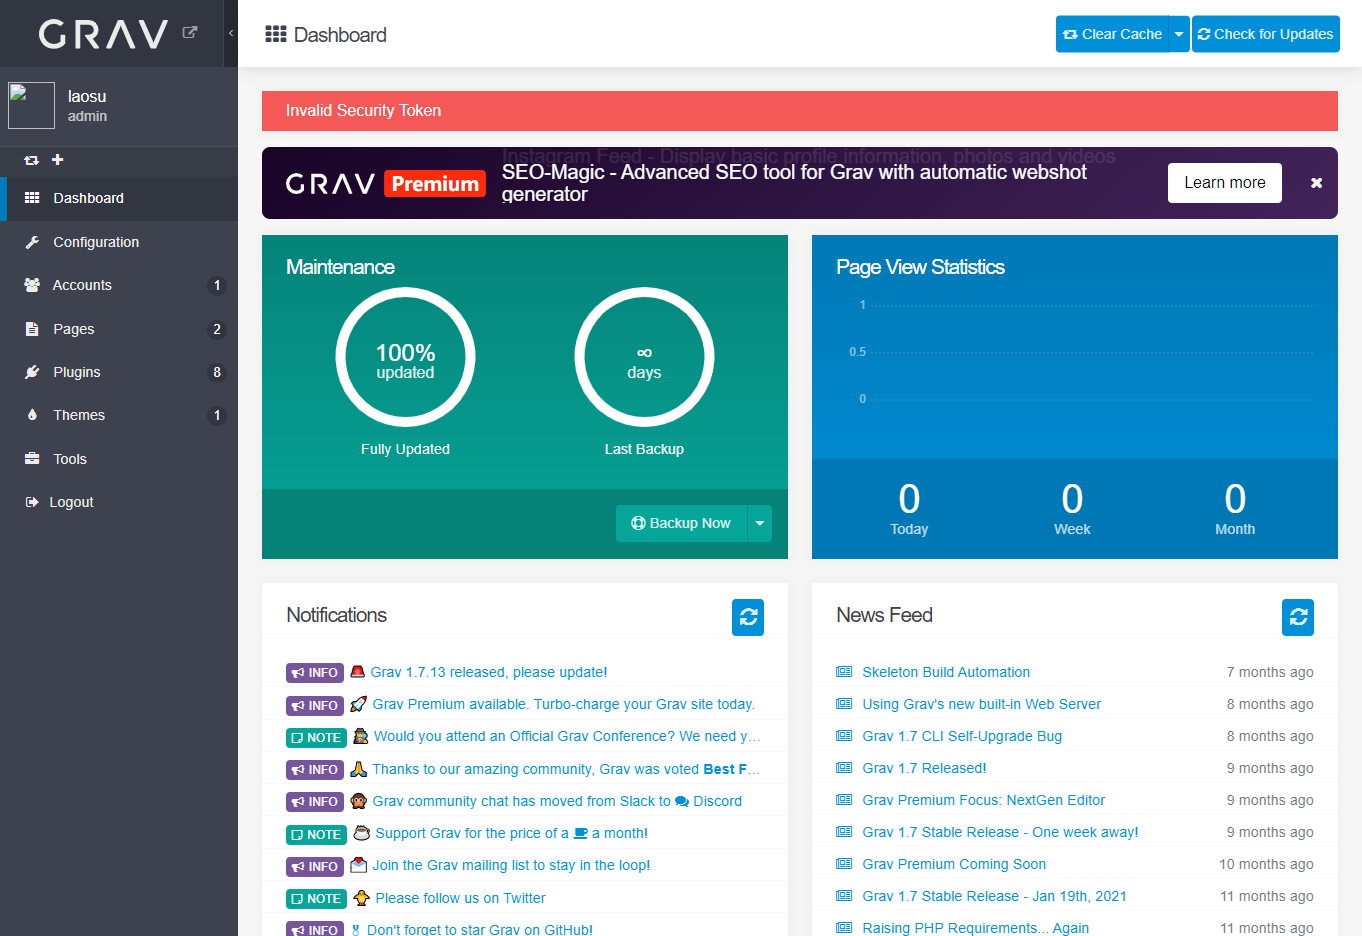 GRAV
Dashboard
Clear Cache
Check for Updates
laosu
admin
Dashboard
Configuration
Accounts 1
Pages 2
Plugins 8
Themes 1
Tools
Logout
Invalid Security Token
Instagram Feed - Display basic profile information, photos and videos
GRAV Premium
SEO-Magic - Advanced SEO tool for Grav with automatic webshot
generator
Learn more
Maintenance
100%
updated
Fully Updated
∞
days
Last Backup
Backup Now
Page View Statistics
1
0.5
0
0 Today
0 Week
0 Month
Notifications
INFO Grav 1.7.13 released, please update!
INFO Grav Premium available. Turbo-charge your Grav site today.
NOTE Would you attend an Official Grav Conference? We need y...
INFO Thanks to our amazing community, Grav was voted Best F...
INFO Grav community chat has moved from Slack to Discord
NOTE Support Grav for the price of a a month!
INFO Join the Grav mailing list to stay in the loop!
NOTE Please follow us on Twitter
INFO Don't forget to star Grav on GitHub!
News Feed
Skeleton Build Automation 7 months ago
Using Grav's new built-in Web Server 8 months ago
Grav 1.7 CLI Self-Upgrade Bug 8 months ago
Grav 1.7 Released! 9 months ago
Grav Premium Focus: NextGen Editor 9 months ago
Grav 1.7 Stable Release - One week away! 9 months ago
Grav Premium Coming Soon 10 months ago
Grav 1.7 Stable Release - Jan 19th, 2021 11 months ago
Raising PHP Requirements... Again 11 months ago